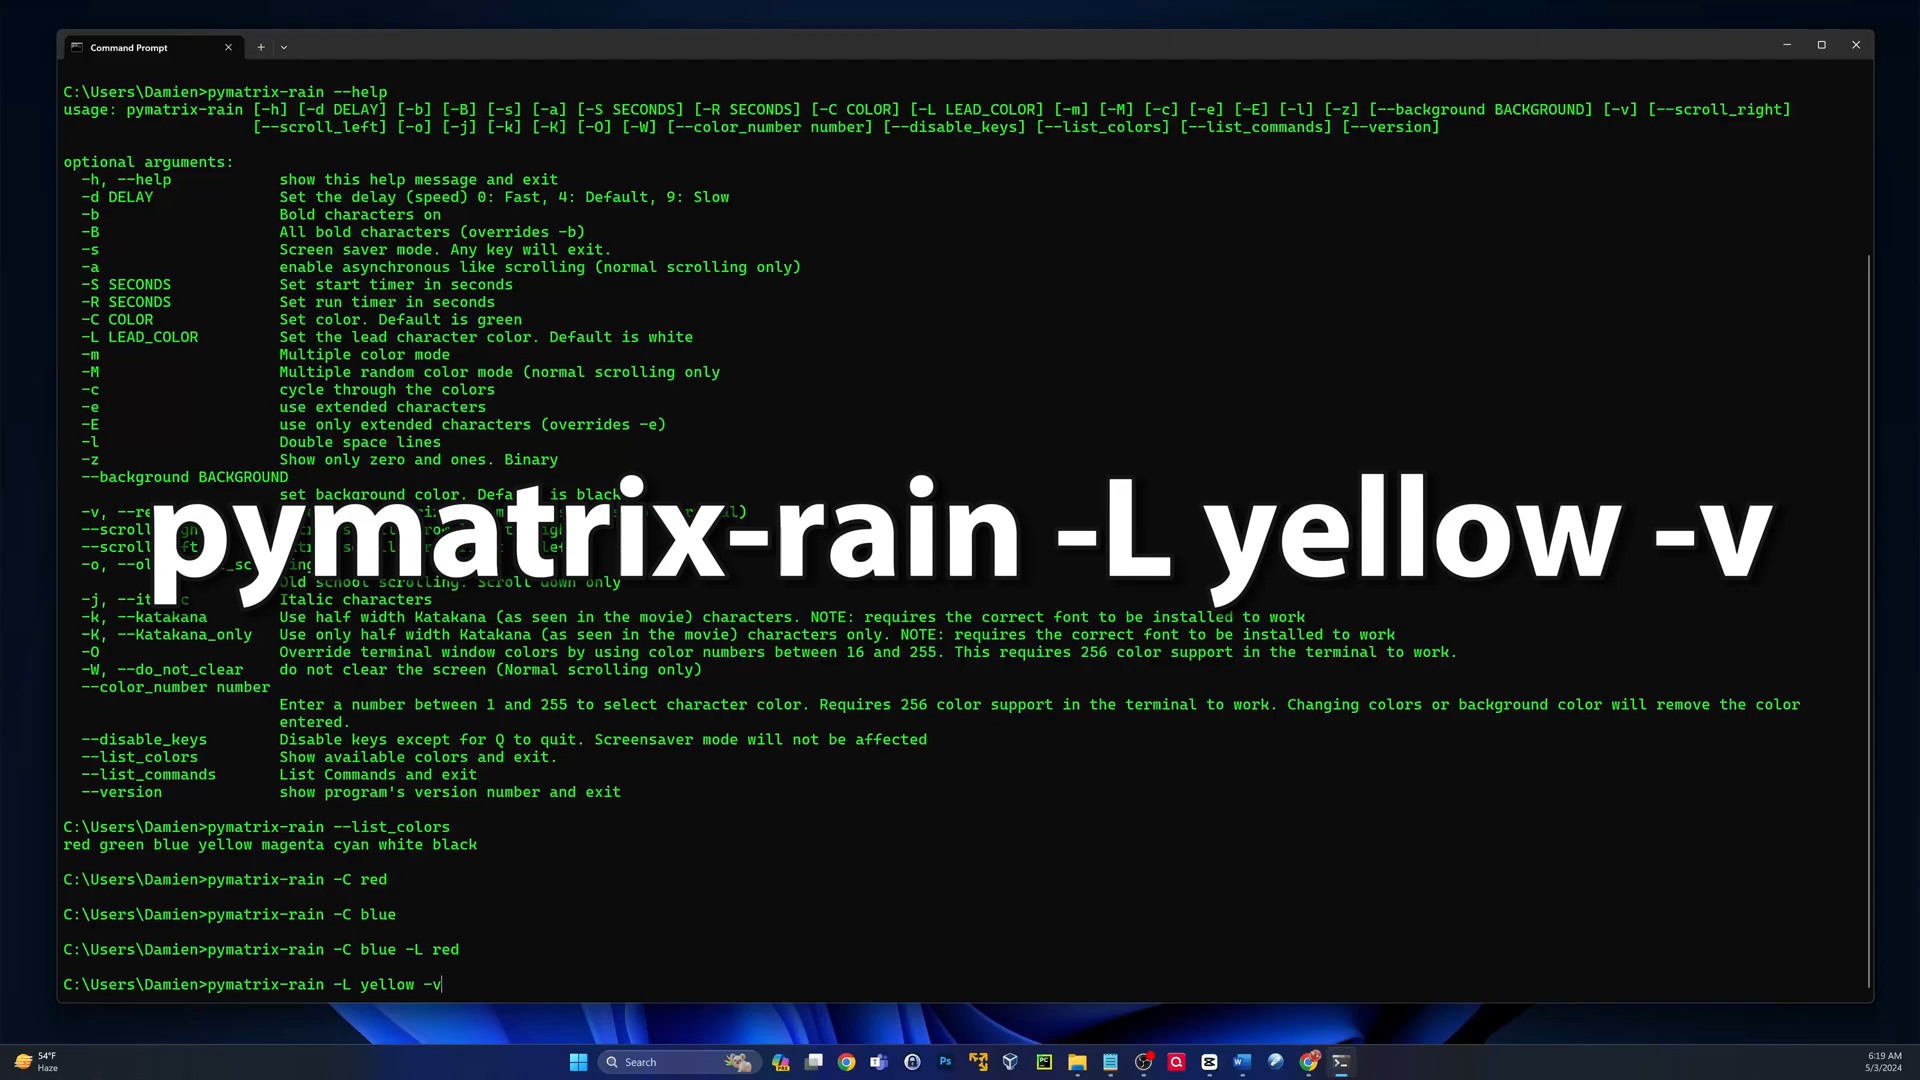 Command Prompt
C:\Users\Damien>pymatrix-rain --help
usage: pymatrix-rain [-h] [-d DELAY] [-b] [-B] [-s] [-a] [-S SECONDS] [-R SECONDS] [-C COLOR] [-L LEAD_COLOR] [-m] [-M] [-c] [-e] [-E] [-l] [-z] [--background BACKGROUND] [-v] [--scroll_right]
[--scroll_left] [-o] [-j] [-k] [-K] [-O] [-W] [--color_number number] [--disable_keys] [--list_colors] [--list_commands] [--version]
optional arguments:
-h, --help show this help message and exit
-d DELAY Set the delay (speed) 0: Fast, 4: Default, 9: Slow
-b Bold characters on
-B All bold characters (overrides -b)
-s Screen saver mode. Any key will exit.
-a enable asynchronous like scrolling (normal scrolling only)
-S SECONDS Set start timer in seconds
-R SECONDS Set run timer in seconds
-C COLOR Set color. Default is green
-L LEAD_COLOR Set the lead character color. Default is white
-m Multiple color mode
-M Multiple random color mode (normal scrolling only
-c cycle through the colors
-e use extended characters
-E use only extended characters (overrides -e)
-l Double space lines
-z Show only zero and ones. Binary
--background BACKGROUND
set background color. is black
-v,
pymatrix-rain -L yellow -v
-o,
Old school scrolling. Scroll down only
-j, Italic characters
-k, --katakana Use half width Katakana (as seen in the movie) characters. NOTE: requires the correct font to be installed to work
-K, --Katakana_only Use only half width Katakana (as seen in the movie) characters only. NOTE: requires the correct font to be installed to work
-O Override terminal window colors by using color numbers between 16 and 255. This requires 256 color support in the terminal to work.
-W, --do_not_clear do not clear the screen (Normal scrolling only)
--color_number number
Enter a number between 1 and 255 to select character color. Requires 256 color support in the terminal to work. Changing colors or background color will remove the color
entered.
--disable_keys Disable keys except for Q to quit. Screensaver mode will not be affected
--list_colors Show available colors and exit.
--list_commands List Commands and exit
--version show program's version number and exit
C:\Users\Damien>pymatrix-rain --list_colors
red green blue yellow magenta cyan white black
C:\Users\Damien>pymatrix-rain -C red
C:\Users\Damien>pymatrix-rain -C blue
C:\Users\Damien>pymatrix-rain -C blue -L red
C:\Users\Damien>pymatrix-rain -L yellow -v
54°F
Haze
Search
Ps
PC
6:19 AM
5/3/2024